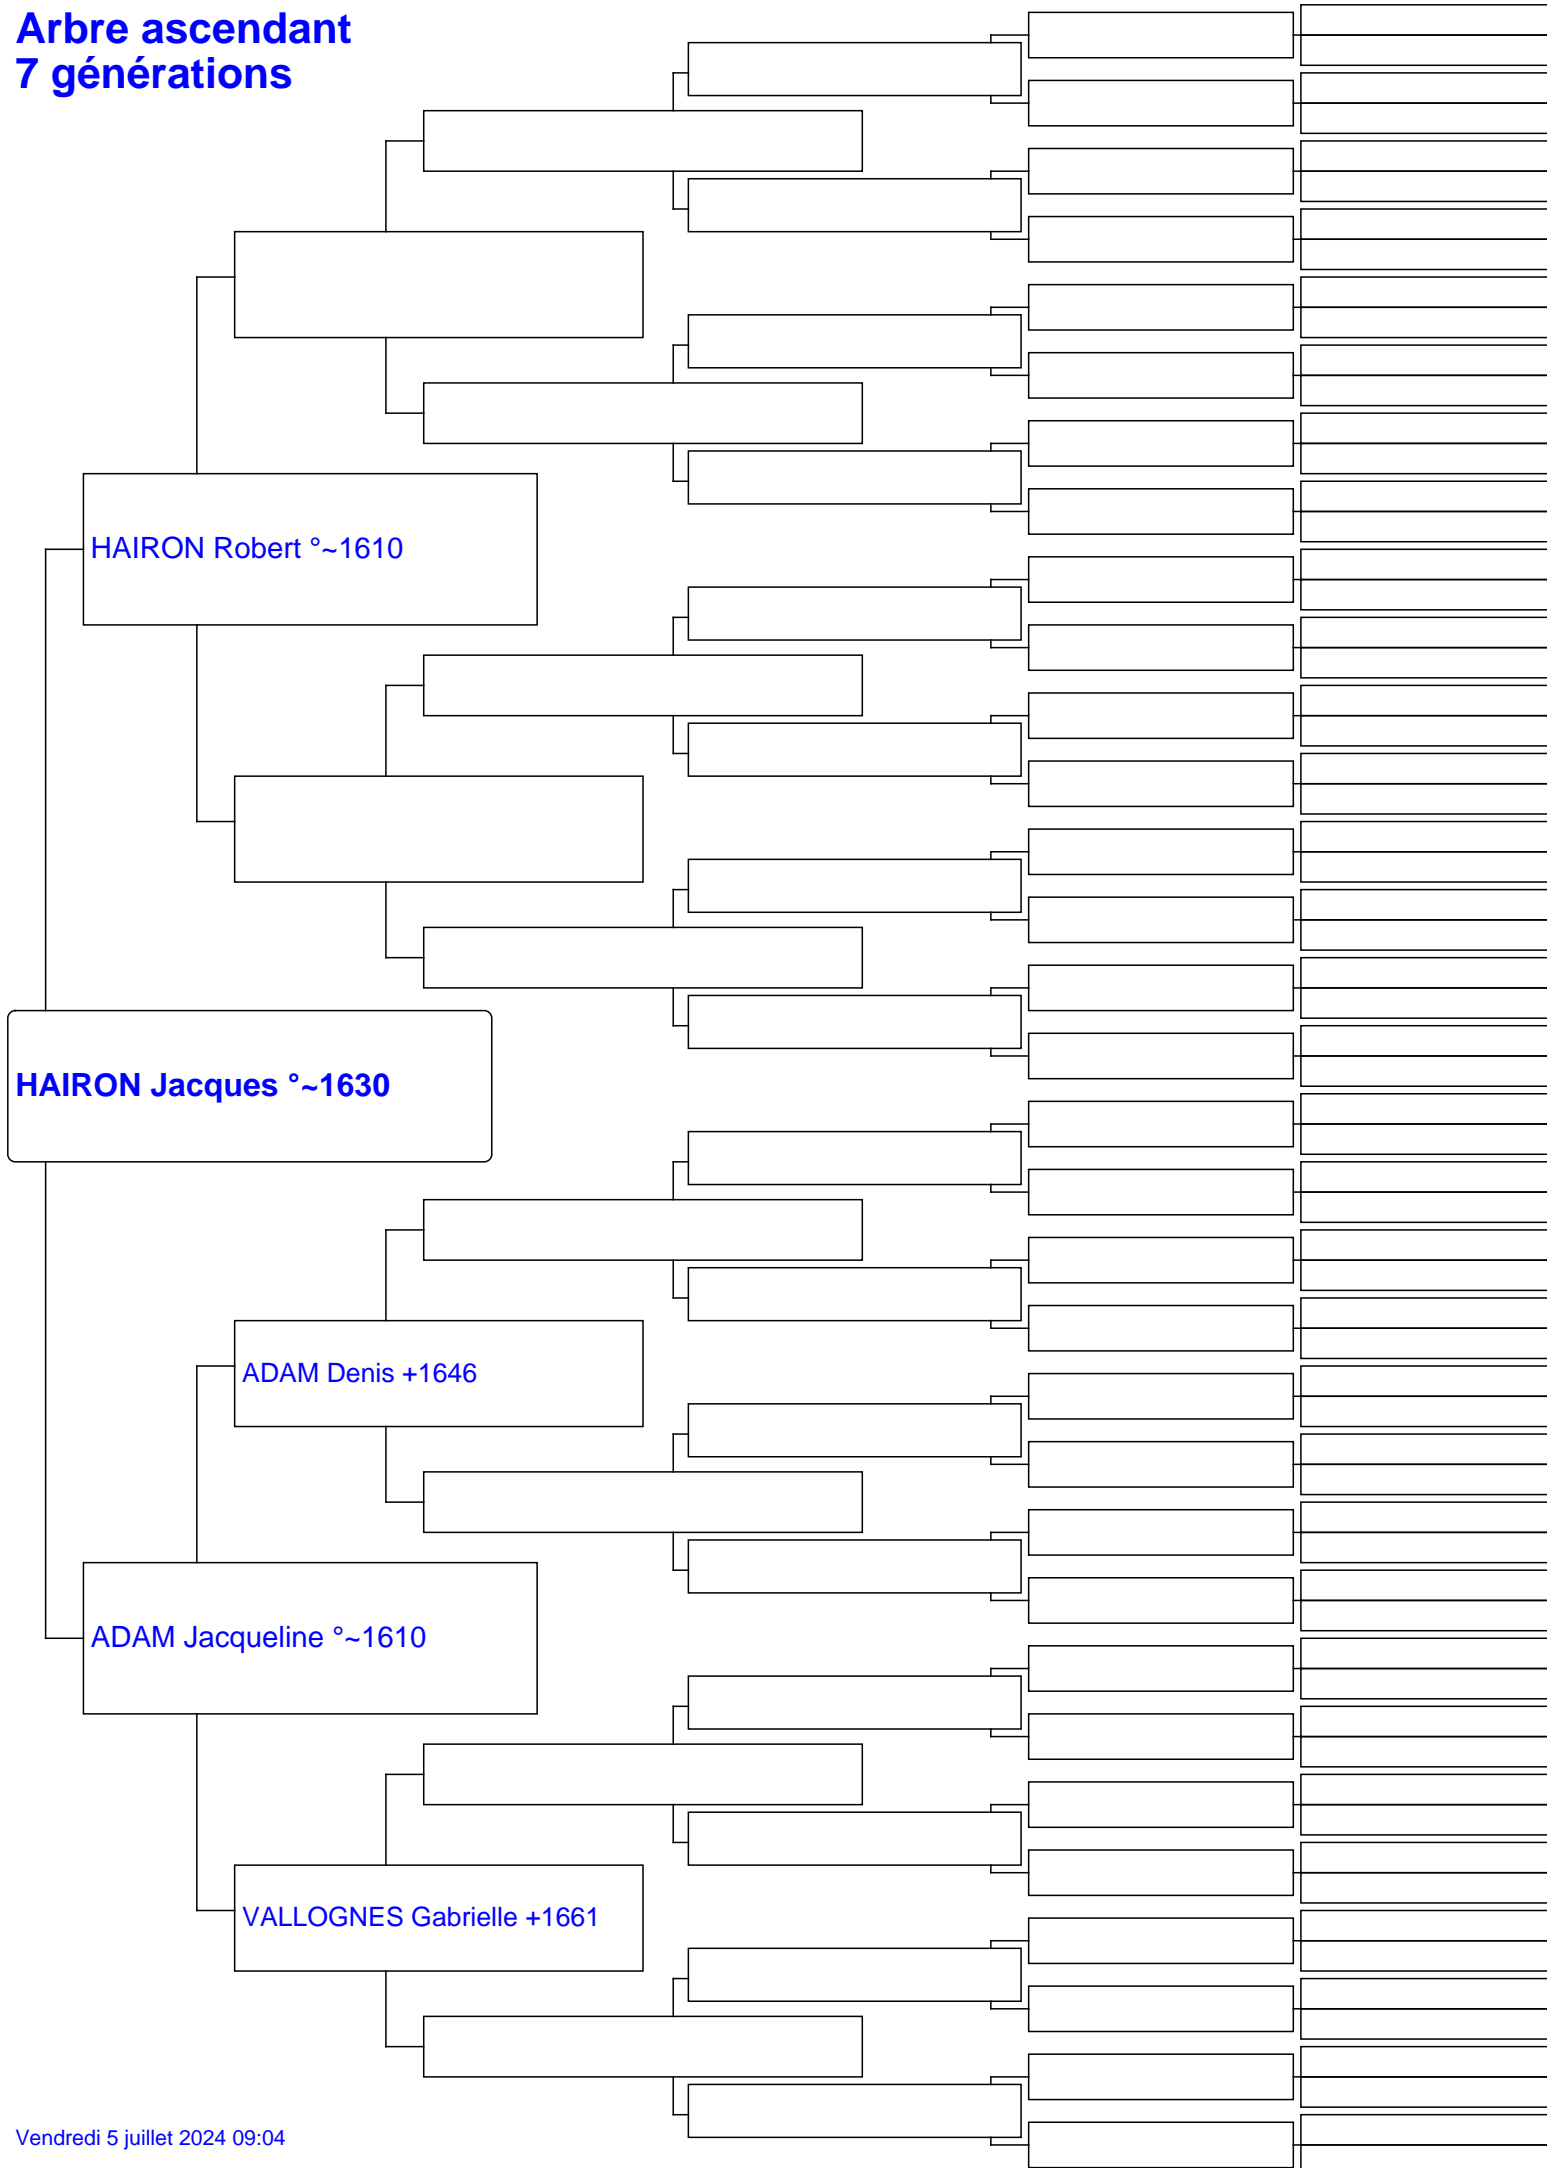 Arbre ascendant
7 générations
HAIRON Robert °~1610
HAIRON Jacques °~1630
ADAM Denis +1646
ADAM Jacqueline °~1610
VALLOGNES Gabrielle +1661
Vendredi 5 juillet 2024 09:04